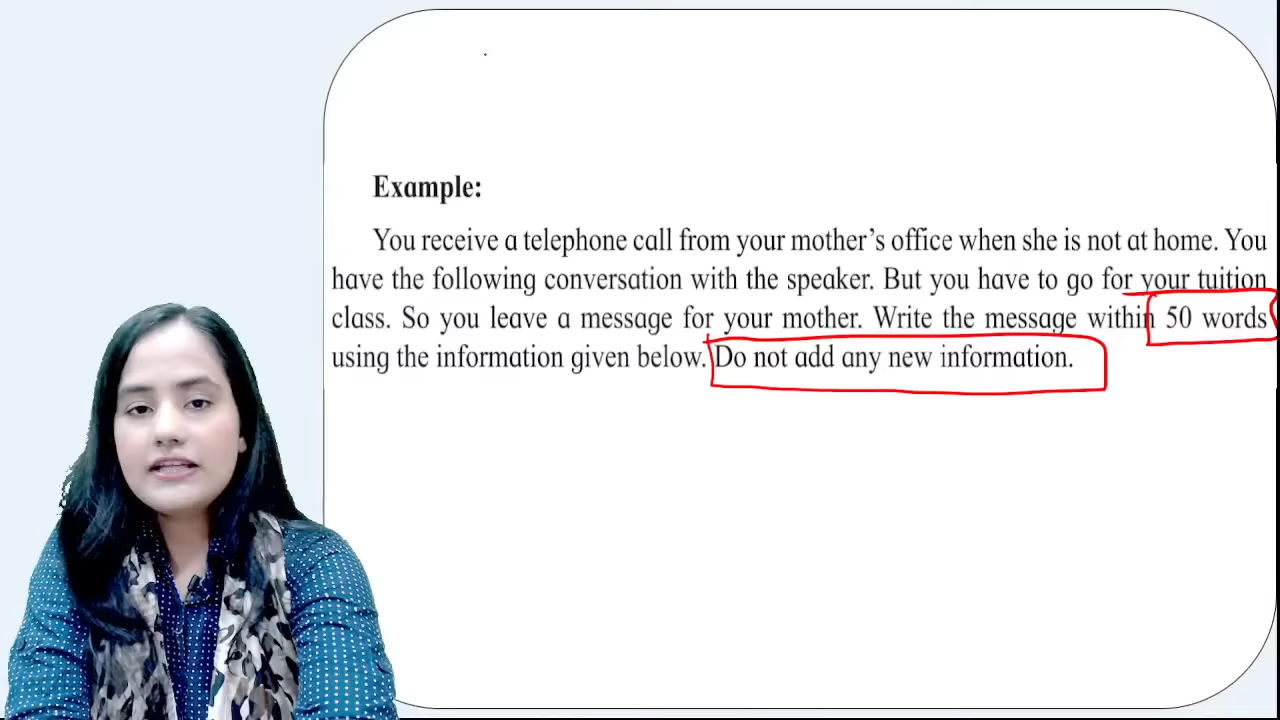 Example:
You receive a telephone call from your mother’s office when she is not at home. You
have the following conversation with the speaker. But you have to go for your tuition
class. So you leave a message for your mother. Write the message within 50 words
using the information given below. Do not add any new information.